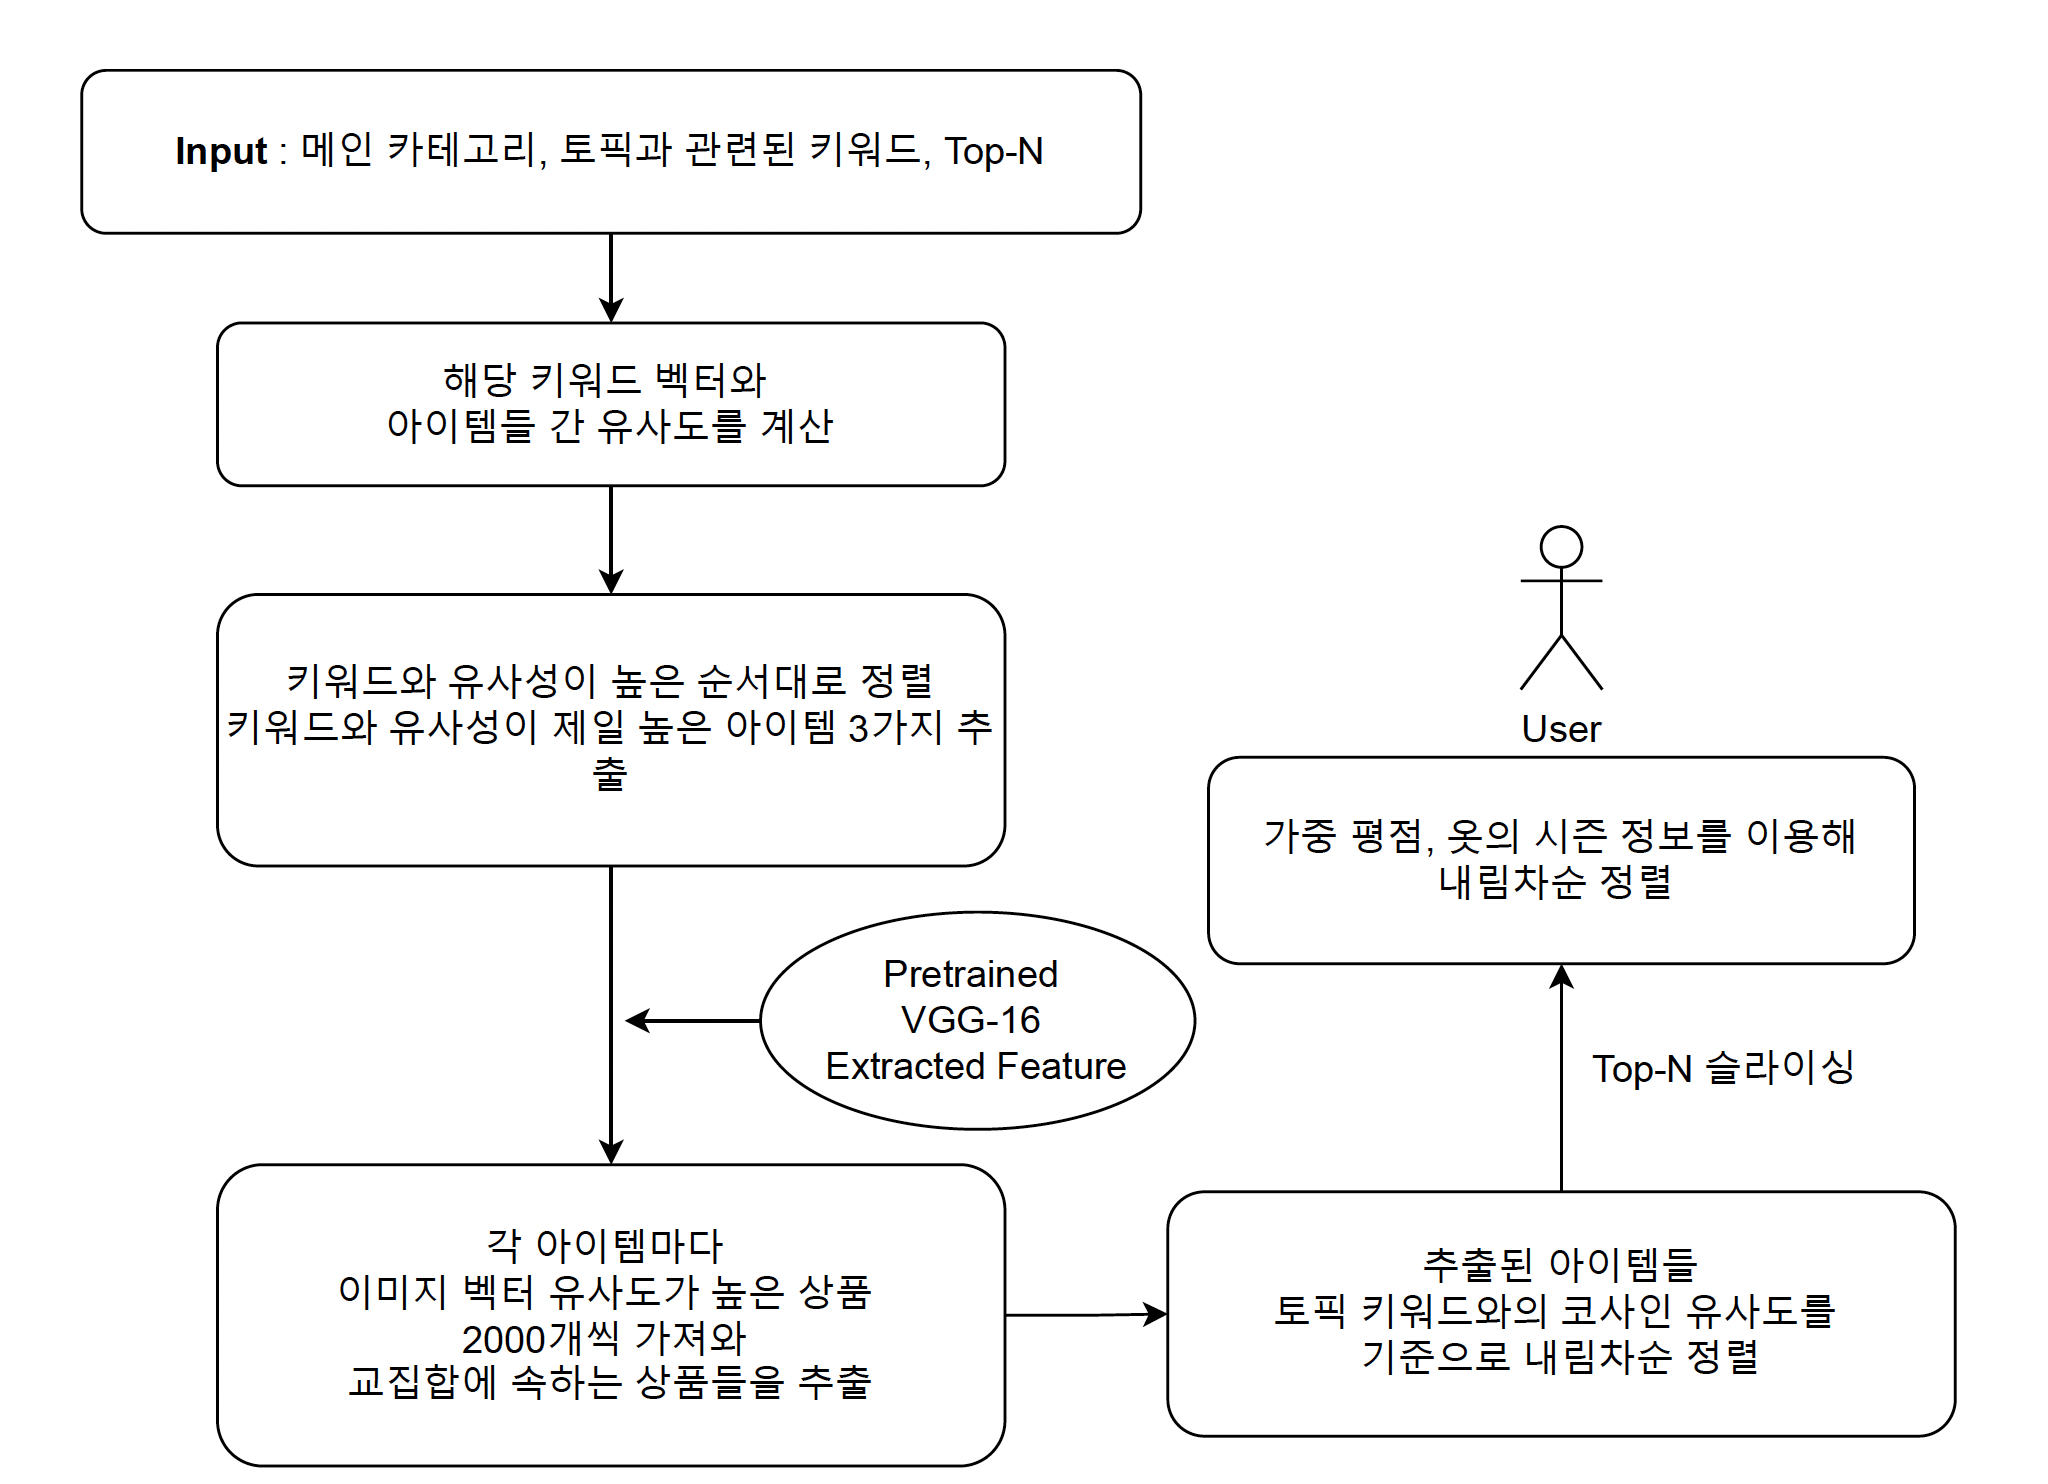 Input : 메인 카테고리, 토픽과 관련된 키워드, Top-N
해당 키워드 벡터와
아이템들 간 유사도를 계산
키워드와 유사성이 높은 순서대로 정렬
키워드와 유사성이 제일 높은 아이템 3가지 추
출
Pretrained
VGG-16
Extracted Feature
각 아이템마다
이미지 벡터 유사도가 높은 상품
2000개씩 가져와
교집합에 속하는 상품들을 추출
추출된 아이템들
토픽 키워드와의 코사인 유사도를
기준으로 내림차순 정렬
Top-N 슬라이싱
가중 평점, 옷의 시즌 정보를 이용해
내림차순 정렬
User